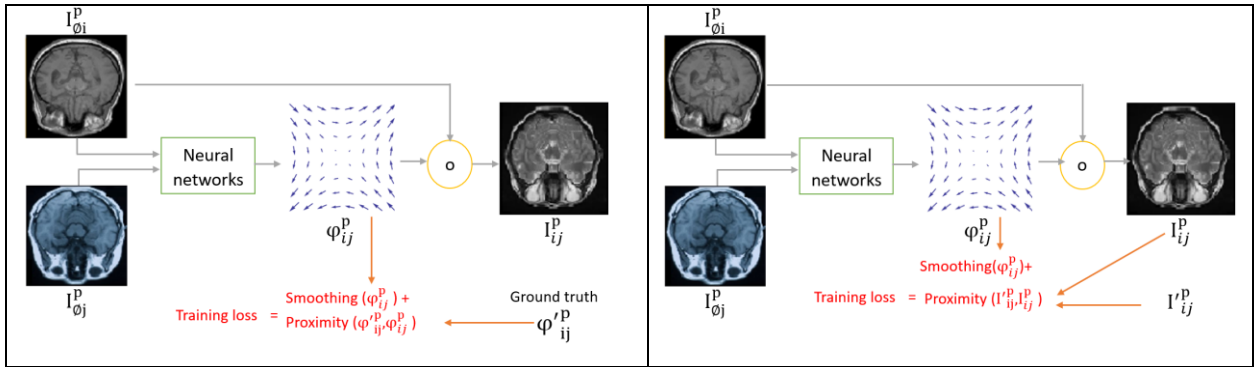 I^p_∅i
Neural
networks
o
φ^p_ij
I^p_ij
I^p_∅j
Smoothing (φ^p_ij) +
Training loss =
Proximity (φ'^p_ij,φ^p_ij)
Ground truth
φ'^p_ij
I^p_∅i
Neural
networks
o
φ^p_ij
I^p_ij
I^p_∅j
Smoothing(φ^p_ij)+
Training loss = Proximity (I'^p_ij,I^p_ij)
I'^p_ij